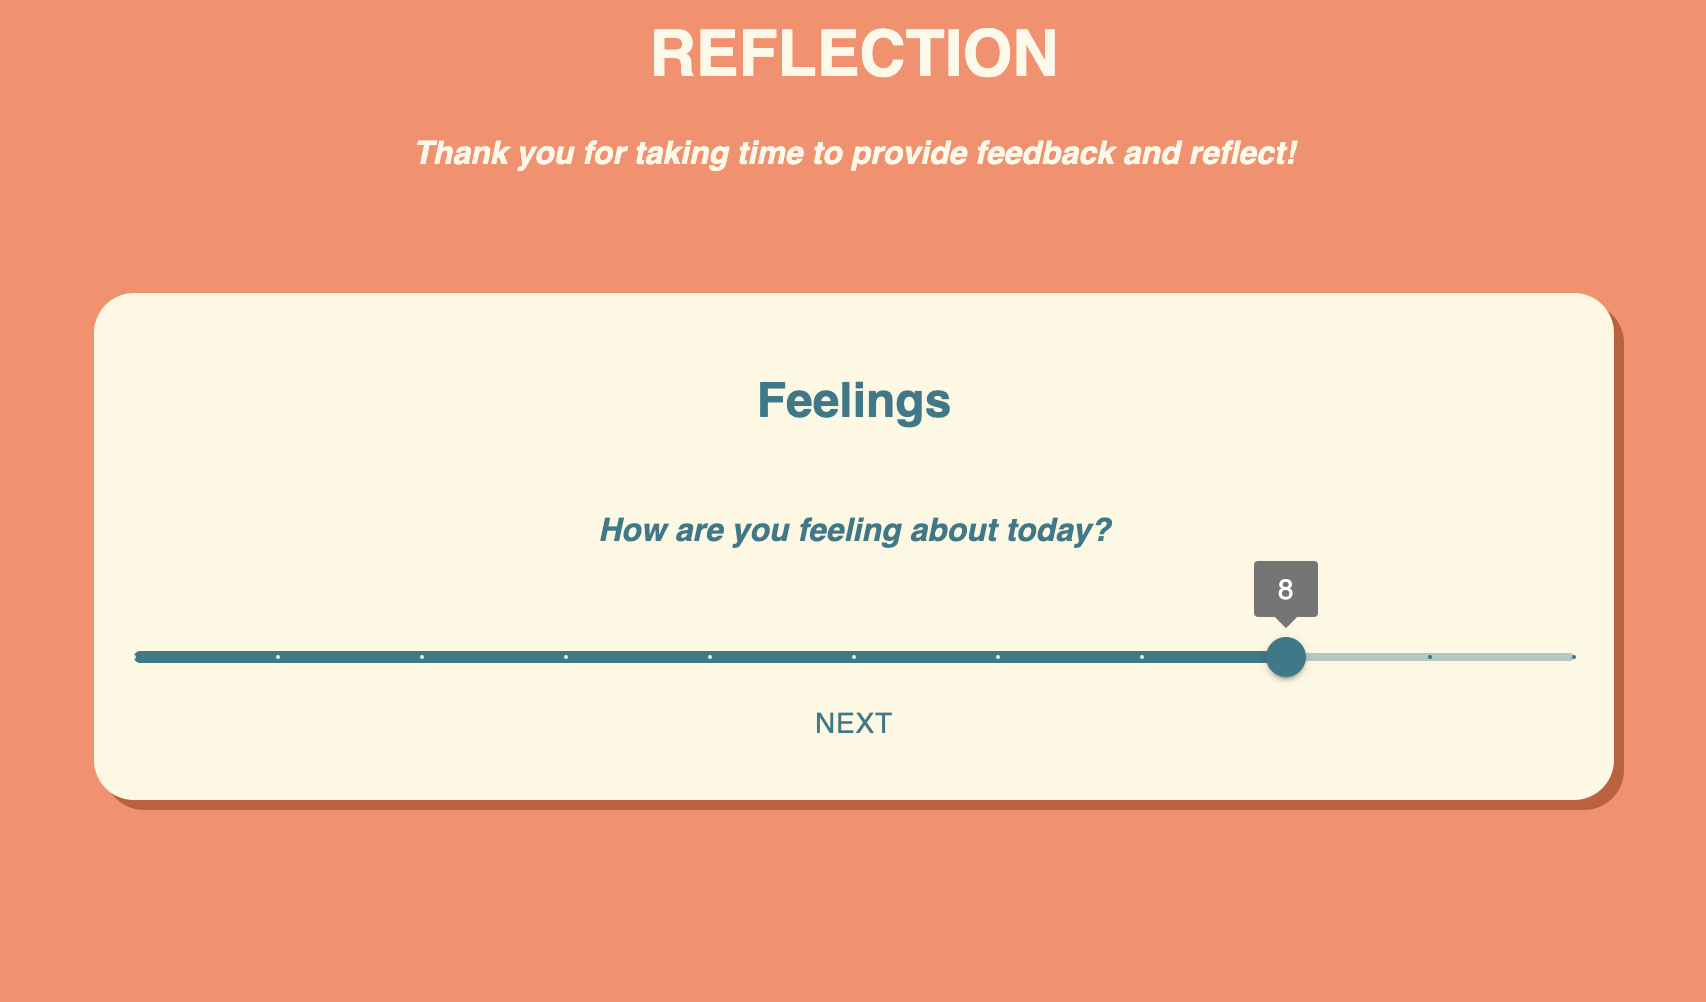 REFLECTION
Thank you for taking time to provide feedback and reflect!
Feelings
How are you feeling about today?
8
NEXT